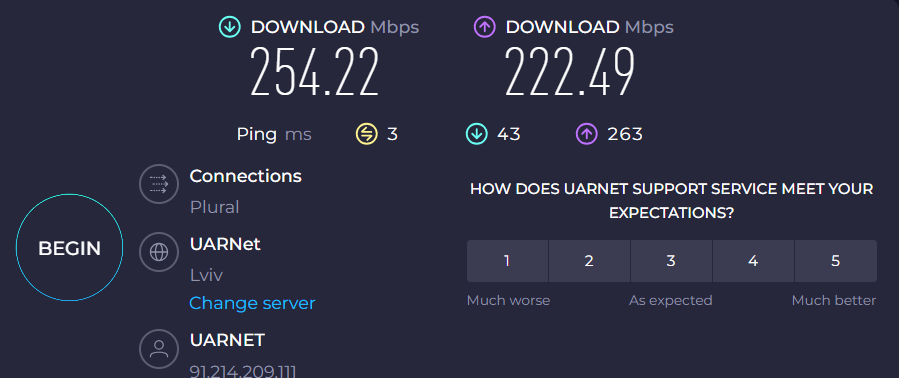 DOWNLOAD Mbps
254.22
DOWNLOAD Mbps
222.49
Ping ms
3
43
263
BEGIN
Connections
Plural
UARNet
Lviv
Change server
UARNET
91.214.209.111
HOW DOES UARNET SUPPORT SERVICE MEET YOUR
EXPECTATIONS?
1 2 3 4 5
Much worse As expected Much better